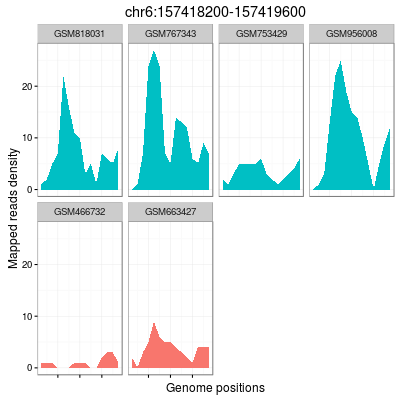 chr6:157418200-157419600
GSM818031 GSM767343 GSM753429 GSM956008
20
10
0
GSM466732 GSM663427
20
10
0
Mapped reads density
Genome positions